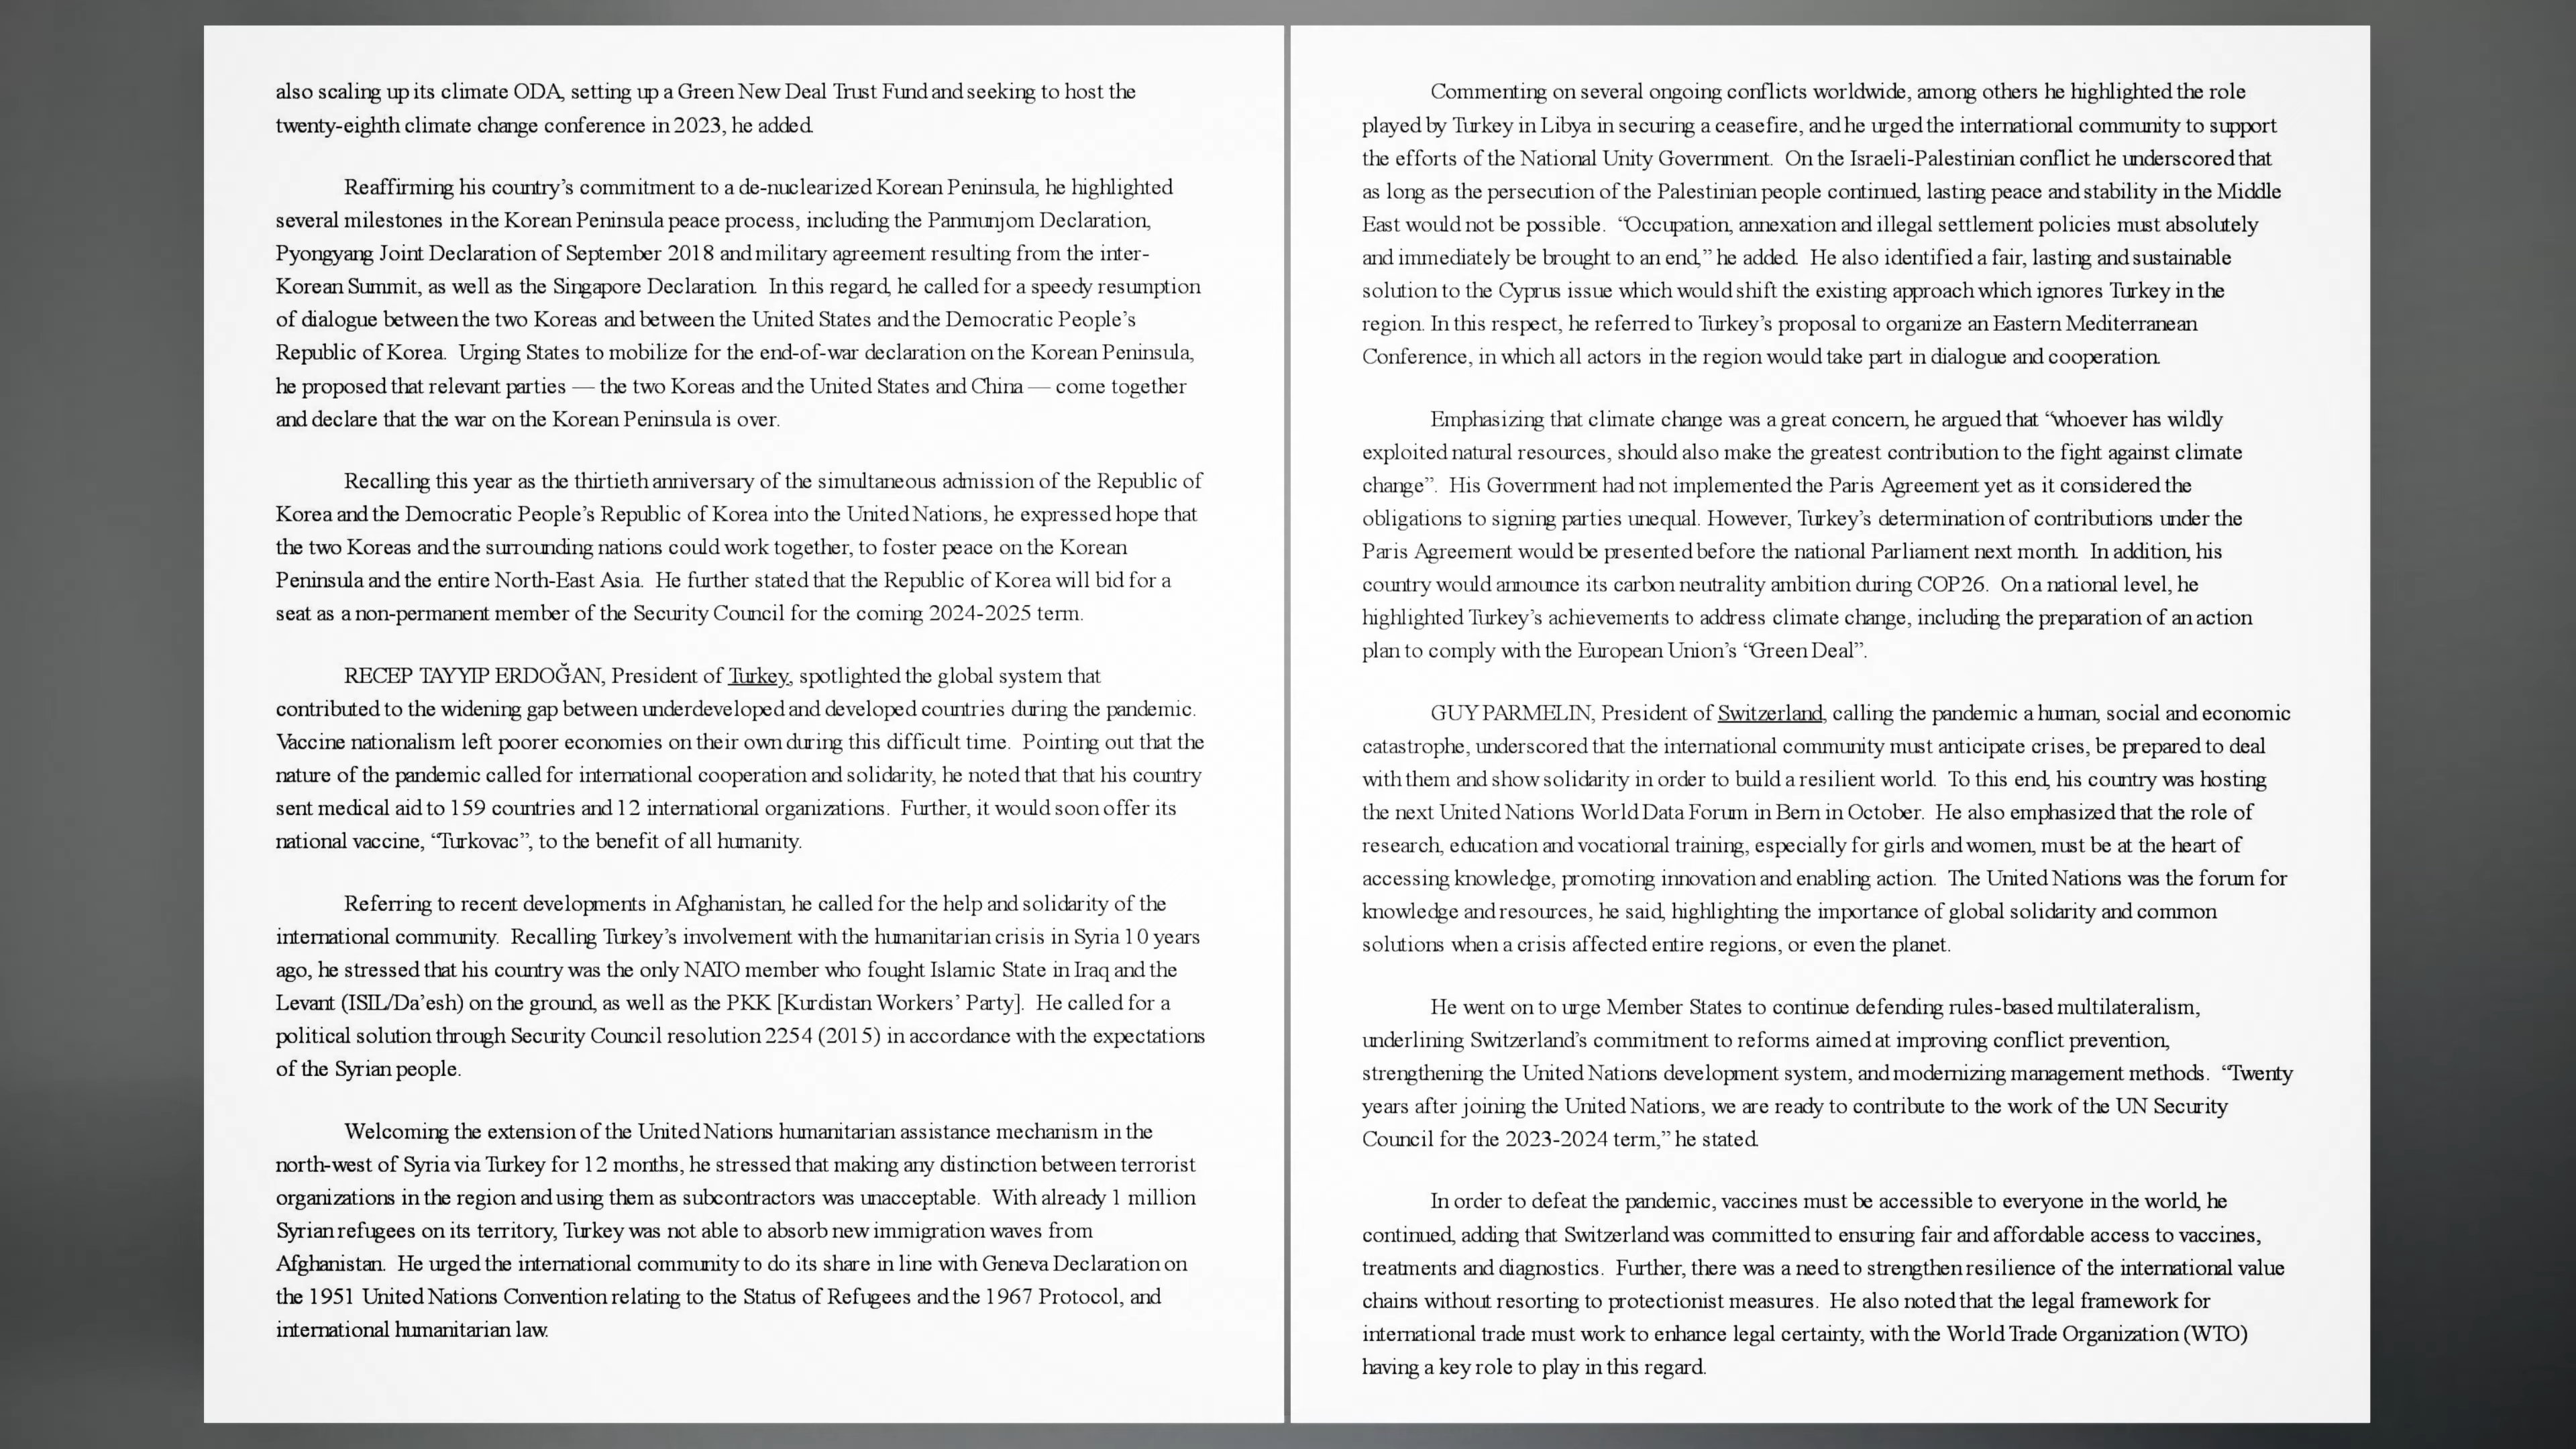 also scaling up its climate ODA, setting up a Green New Deal Trust Fund and seeking to host the
twenty-eighth climate change conference in 2023, he added.
Reaffirming his country’s commitment to a de-nuclearized Korean Peninsula, he highlighted
several milestones in the Korean Peninsula peace process, including the Panmunjom Declaration,
Pyongyang Joint Declaration of September 2018 and military agreement resulting from the inter-
Korean Summit, as well as the Singapore Declaration. In this regard, he called for a speedy resumption
of dialogue between the two Koreas and between the United States and the Democratic People’s
Republic of Korea. Urging States to mobilize for the end-of-war declaration on the Korean Peninsula,
he proposed that relevant parties — the two Koreas and the United States and China — come together
and declare that the war on the Korean Peninsula is over.
Recalling this year as the thirtieth anniversary of the simultaneous admission of the Republic of
Korea and the Democratic People’s Republic of Korea into the United Nations, he expressed hope that
the two Koreas and the surrounding nations could work together, to foster peace on the Korean
Peninsula and the entire North-East Asia. He further stated that the Republic of Korea will bid for a
seat as a non-permanent member of the Security Council for the coming 2024-2025 term.
RECEP TAYYIP ERDOĞAN, President of Turkey, spotlighted the global system that
contributed to the widening gap between underdeveloped and developed countries during the pandemic.
Vaccine nationalism left poorer economies on their own during this difficult time. Pointing out that the
nature of the pandemic called for international cooperation and solidarity, he noted that that his country
sent medical aid to 159 countries and 12 international organizations. Further, it would soon offer its
national vaccine, “Turkovac”, to the benefit of all humanity.
Referring to recent developments in Afghanistan, he called for the help and solidarity of the
international community. Recalling Turkey’s involvement with the humanitarian crisis in Syria 10 years
ago, he stressed that his country was the only NATO member who fought Islamic State in Iraq and the
Levant (ISIL/Da’esh) on the ground, as well as the PKK [Kurdistan Workers’ Party]. He called for a
political solution through Security Council resolution 2254 (2015) in accordance with the expectations
of the Syrian people.
Welcoming the extension of the United Nations humanitarian assistance mechanism in the
north-west of Syria via Turkey for 12 months, he stressed that making any distinction between terrorist
organizations in the region and using them as subcontractors was unacceptable. With already 1 million
Syrian refugees on its territory, Turkey was not able to absorb new immigration waves from
Afghanistan. He urged the international community to do its share in line with Geneva Declaration on
the 1951 United Nations Convention relating to the Status of Refugees and the 1967 Protocol, and
international humanitarian law.
Commenting on several ongoing conflicts worldwide, among others he highlighted the role
played by Turkey in Libya in securing a ceasefire, and he urged the international community to support
the efforts of the National Unity Government. On the Israeli-Palestinian conflict he underscored that
as long as the persecution of the Palestinian people continued, lasting peace and stability in the Middle
East would not be possible. “Occupation, annexation and illegal settlement policies must absolutely
and immediately be brought to an end,” he added. He also identified a fair, lasting and sustainable
solution to the Cyprus issue which would shift the existing approach which ignores Turkey in the
region. In this respect, he referred to Turkey’s proposal to organize an Eastern Mediterranean
Conference, in which all actors in the region would take part in dialogue and cooperation.
Emphasizing that climate change was a great concern, he argued that “whoever has wildly
exploited natural resources, should also make the greatest contribution to the fight against climate
change”. His Government had not implemented the Paris Agreement yet as it considered the
obligations to signing parties unequal. However, Turkey’s determination of contributions under the
Paris Agreement would be presented before the national Parliament next month. In addition, his
country would announce its carbon neutrality ambition during COP26. On a national level, he
highlighted Turkey’s achievements to address climate change, including the preparation of an action
plan to comply with the European Union’s “Green Deal”.
GUY PARMELIN, President of Switzerland, calling the pandemic a human, social and economic
catastrophe, underscored that the international community must anticipate crises, be prepared to deal
with them and show solidarity in order to build a resilient world. To this end, his country was hosting
the next United Nations World Data Forum in Bern in October. He also emphasized that the role of
research, education and vocational training, especially for girls and women, must be at the heart of
accessing knowledge, promoting innovation and enabling action. The United Nations was the forum for
knowledge and resources, he said, highlighting the importance of global solidarity and common
solutions when a crisis affected entire regions, or even the planet.
He went on to urge Member States to continue defending rules-based multilateralism,
underlining Switzerland’s commitment to reforms aimed at improving conflict prevention,
strengthening the United Nations development system, and modernizing management methods. “Twenty
years after joining the United Nations, we are ready to contribute to the work of the UN Security
Council for the 2023-2024 term,” he stated.
In order to defeat the pandemic, vaccines must be accessible to everyone in the world, he
continued, adding that Switzerland was committed to ensuring fair and affordable access to vaccines,
treatments and diagnostics. Further, there was a need to strengthen resilience of the international value
chains without resorting to protectionist measures. He also noted that the legal framework for
international trade must work to enhance legal certainty, with the World Trade Organization (WTO)
having a key role to play in this regard.